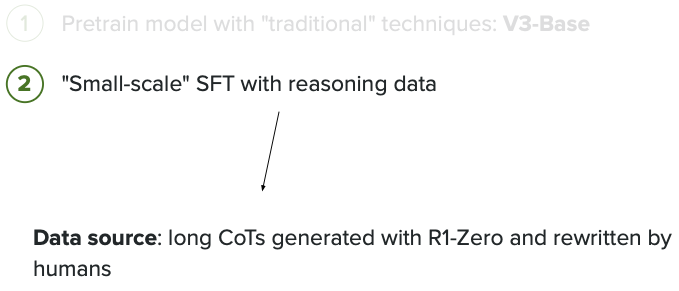 1 Pretrain model with "traditional" techniques: V3-Base
2 "Small-scale" SFT with reasoning data
Data source: long CoTs generated with R1-Zero and rewritten by
humans